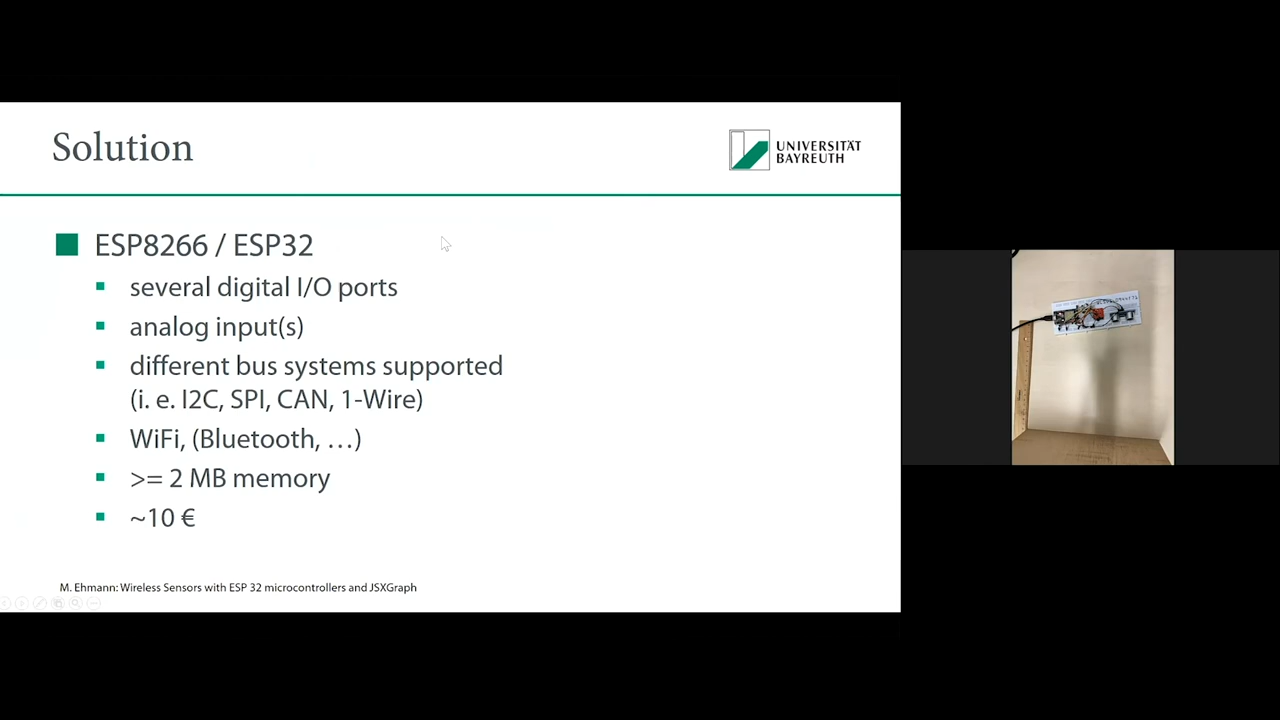 Solution
UNIVERSITÄT
BAYREUTH
ESP8266 / ESP32
several digital I/O ports
analog input(s)
different bus systems supported
(i. e. I2C, SPI, CAN, 1-Wire)
WiFi, (Bluetooth, …)
>= 2 MB memory
~10 €
M. Ehmann: Wireless Sensors with ESP 32 microcontrollers and JSXGraph